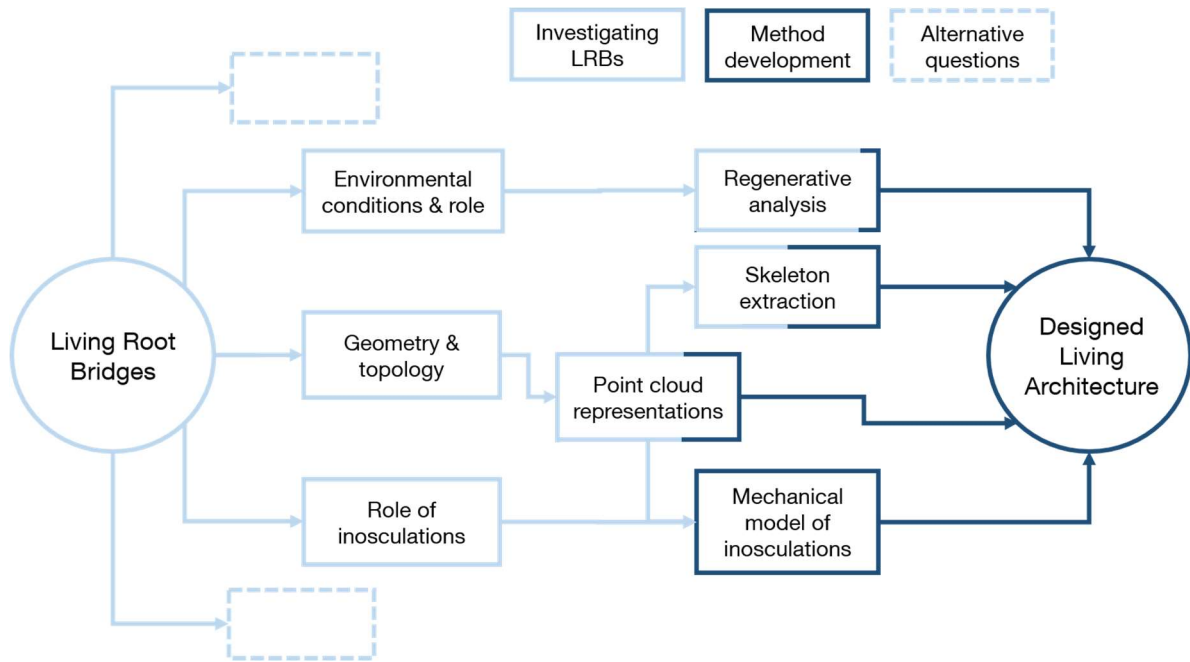 Investigating
LRBs
Method
development
Alternative
questions
Environmental
conditions & role
Regenerative
analysis
Skeleton
extraction
Living Root
Bridges
Geometry &
topology
Point cloud
representations
Designed
Living
Architecture
Role of
inosculations
Mechanical
model of
inosculations